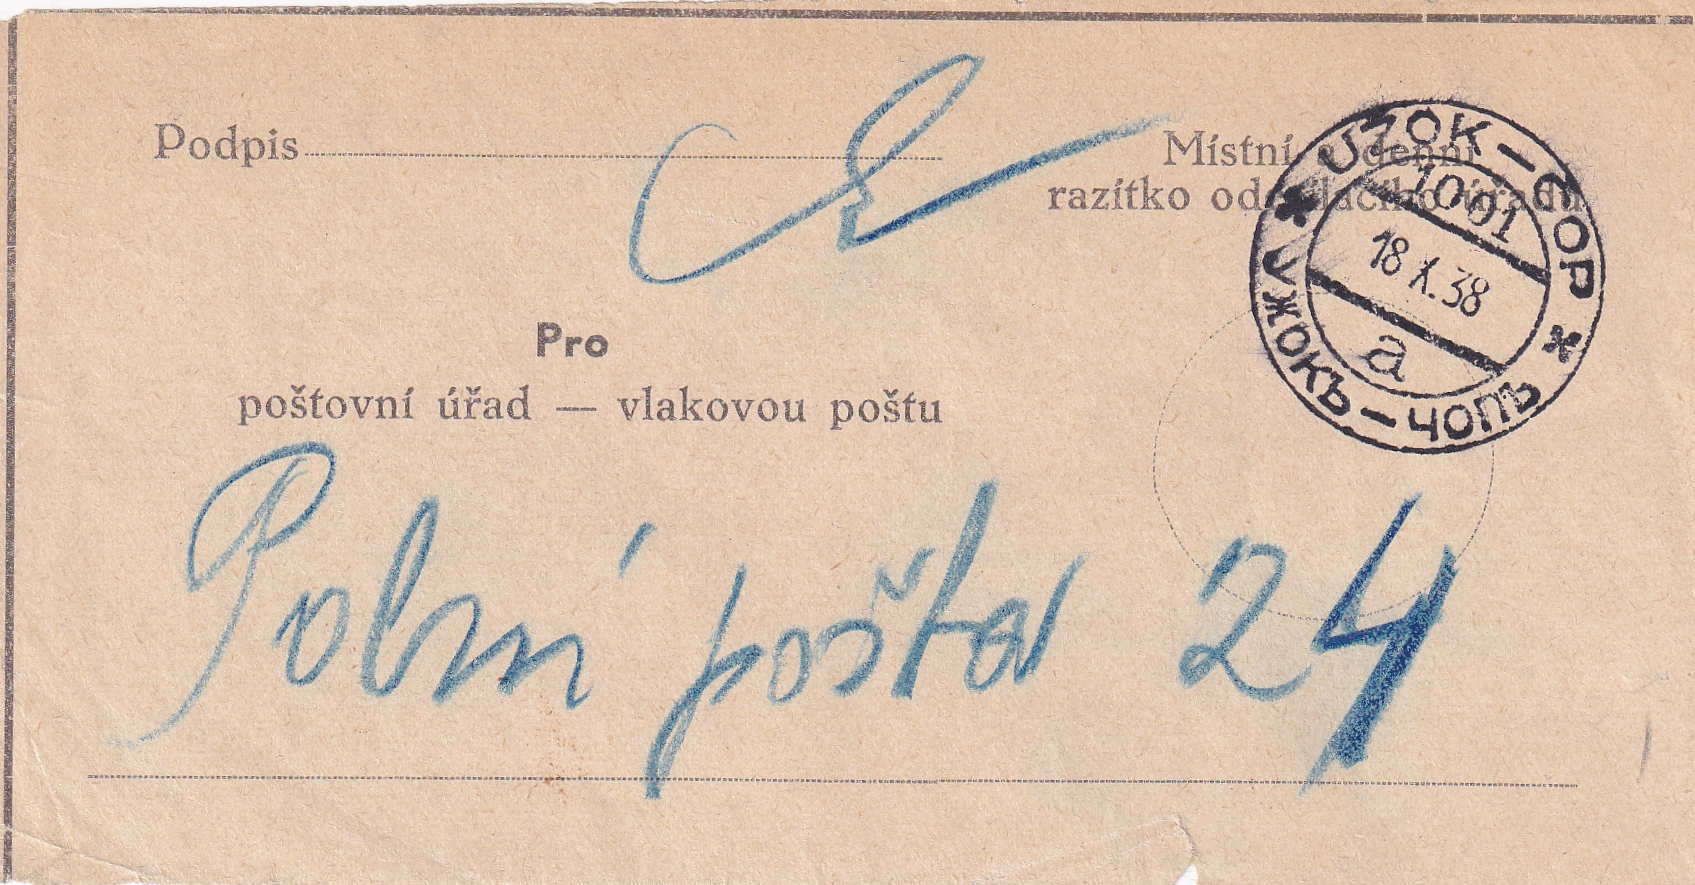 Podpis
Místní a denní
razítko odesílacího úřadu
Pro
poštovní úřad — vlakovou poštu
Polní pošta 24
* UŽOK — ČOP *
1001
18 X.38
a
УЖОКЪ — ЧОПЪ